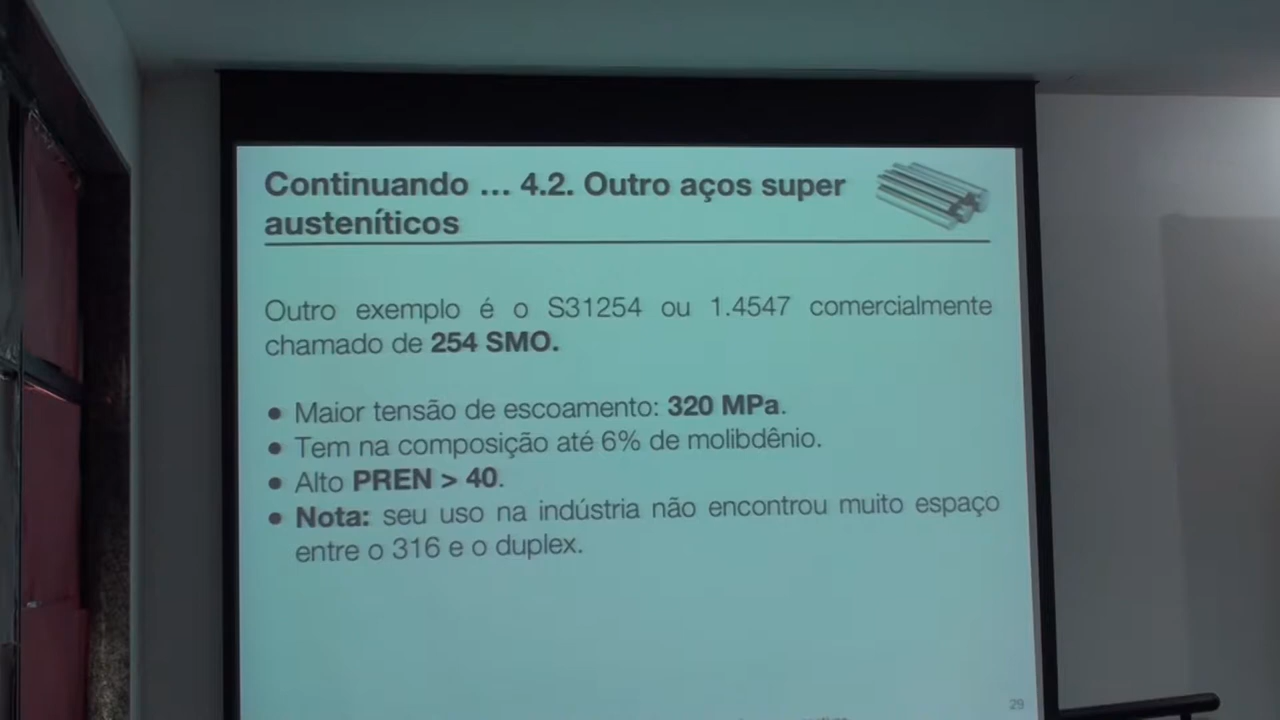 Continuando ... 4.2. Outro aços super
austeníticos
Outro exemplo é o S31254 ou 1.4547 comercialmente
chamado de 254 SMO.
● Maior tensão de escoamento: 320 MPa.
● Tem na composição até 6% de molibdênio.
● Alto PREN > 40.
● Nota: seu uso na indústria não encontrou muito espaço
entre o 316 e o duplex.
29